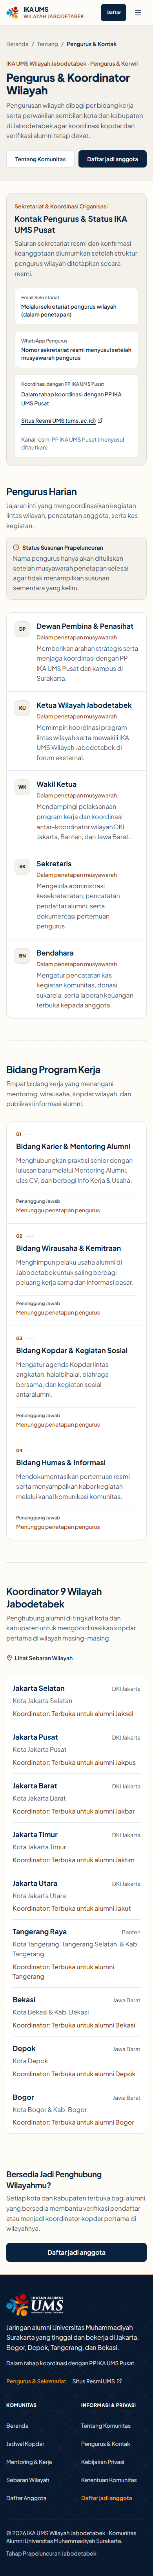 IKA UMS
WILAYAH JABODETABEK
Daftar
Beranda / Tentang / Pengurus & Kontak
IKA UMS Wilayah Jabodetabek · Pengurus & Korwil
Pengurus & Koordinator
Wilayah
Kepengurusan wilayah dibagi per bidang kerja
serta perwakilan sembilan kota dan kabupaten
di Jabodetabek agar koordinasi kopdar dan
verifikasi alumni tetap dekat.
Tentang Komunitas
Daftar jadi anggota
Sekretariat & Koordinasi Organisasi
Kontak Pengurus & Status IKA
UMS Pusat
Saluran sekretariat resmi dan konfirmasi
keanggotaan diumumkan setelah struktur
pengurus wilayah ditetapkan secara
resmi.
Email Sekretariat
Melalui sekretariat pengurus wilayah
(dalam penetapan)
WhatsApp Pengurus
Nomor sekretariat resmi menyusul setelah
musyawarah pengurus
Koordinasi dengan PP IKA UMS Pusat
Dalam tahap koordinasi dengan PP IKA
UMS Pusat
Situs Resmi UMS (ums.ac.id)
Kanal resmi PP IKA UMS Pusat (menyusul
ditautkan)
Pengurus Harian
Jajaran inti yang mengoordinasikan kegiatan
lintas wilayah, pencatatan anggota, serta kas
kegiatan.
Status Susunan Prapeluncuran
Nama pengurus hanya akan dituliskan
setelah musyawarah penetapan selesai
agar tidak menampilkan susunan
sementara yang keliru.
DP
Dewan Pembina & Penasihat
Dalam penetapan musyawarah
Memberikan arahan strategis serta
menjaga koordinasi dengan PP
IKA UMS Pusat dan kampus di
Surakarta.
KU
Ketua Wilayah Jabodetabek
Dalam penetapan musyawarah
Memimpin koordinasi program
lintas wilayah serta mewakili IKA
UMS Wilayah Jabodetabek di
forum eksternal.
WK
Wakil Ketua
Dalam penetapan musyawarah
Mendampingi pelaksanaan
program kerja dan koordinasi
antar-koordinator wilayah DKI
Jakarta, Banten, dan Jawa Barat.
SK
Sekretaris
Dalam penetapan musyawarah
Mengelola administrasi
kesekretariatan, pencatatan
pendaftar alumni, serta
dokumentasi pertemuan
pengurus.
BN
Bendahara
Dalam penetapan musyawarah
Mengatur pencatatan kas
kegiatan komunitas, donasi
sukarela, serta laporan keuangan
terbuka kepada anggota.
Bidang Program Kerja
Empat bidang kerja yang menangani
mentoring, wirausaha, kopdar wilayah, dan
publikasi informasi alumni.
01
Bidang Karier & Mentoring Alumni
Menghubungkan praktisi senior dengan
lulusan baru melalui Mentoring Alumni,
ulas CV, dan berbagi Info Kerja & Usaha.
Penanggung Jawab
Menunggu penetapan pengurus
02
Bidang Wirausaha & Kemitraan
Menghimpun pelaku usaha alumni di
Jabodetabek untuk saling berbagi
peluang kerja sama dan informasi pasar.
Penanggung Jawab
Menunggu penetapan pengurus
03
Bidang Kopdar & Kegiatan Sosial
Mengatur agenda Kopdar lintas
angkatan, halalbihalal, olahraga
bersama, dan kegiatan sosial
antaralumni.
Penanggung Jawab
Menunggu penetapan pengurus
04
Bidang Humas & Informasi
Mendokumentasikan pertemuan resmi
serta menyampaikan kabar kegiatan
melalui kanal komunikasi komunitas.
Penanggung Jawab
Menunggu penetapan pengurus
Koordinator 9 Wilayah
Jabodetabek
Penghubung alumni di tingkat kota dan
kabupaten untuk mengoordinasikan kopdar
pertama di wilayah masing-masing.
Lihat Sebaran Wilayah
Jakarta Selatan
DKI Jakarta
Kota Jakarta Selatan
Koordinator: Terbuka untuk alumni Jaksel
Jakarta Pusat
DKI Jakarta
Kota Jakarta Pusat
Koordinator: Terbuka untuk alumni Jakpus
Jakarta Barat
DKI Jakarta
Kota Jakarta Barat
Koordinator: Terbuka untuk alumni Jakbar
Jakarta Timur
DKI Jakarta
Kota Jakarta Timur
Koordinator: Terbuka untuk alumni Jaktim
Jakarta Utara
DKI Jakarta
Kota Jakarta Utara
Koordinator: Terbuka untuk alumni Jakut
Tangerang Raya
Banten
Kota Tangerang, Tangerang Selatan, & Kab.
Tangerang
Koordinator: Terbuka untuk alumni
Tangerang
Bekasi
Jawa Barat
Kota Bekasi & Kab. Bekasi
Koordinator: Terbuka untuk alumni Bekasi
Depok
Jawa Barat
Kota Depok
Koordinator: Terbuka untuk alumni Depok
Bogor
Jawa Barat
Kota Bogor & Kab. Bogor
Koordinator: Terbuka untuk alumni Bogor
Bersedia Jadi Penghubung
Wilayahmu?
Setiap kota dan kabupaten terbuka bagi alumni
yang bersedia membantu verifikasi pendaftar
atau menjadi koordinator kopdar pertama di
wilayahnya.
Daftar jadi anggota
IKATAN ALUMNI
UMS
Jaringan alumni Universitas Muhammadiyah
Surakarta yang tinggal dan bekerja di Jakarta,
Bogor, Depok, Tangerang, dan Bekasi.
Dalam tahap koordinasi dengan PP IKA UMS Pusat.
Pengurus & Sekretariat
Situs Resmi UMS
KOMUNITAS
INFORMASI & PRIVASI
Beranda
Tentang Komunitas
Jadwal Kopdar
Pengurus & Kontak
Mentoring & Kerja
Kebijakan Privasi
Sebaran Wilayah
Ketentuan Komunitas
Daftar Anggota
Daftar jadi anggota
© 2026 IKA UMS Wilayah Jabodetabek · Komunitas
Alumni Universitas Muhammadiyah Surakarta.
Tahap Prapeluncuran Jabodetabek